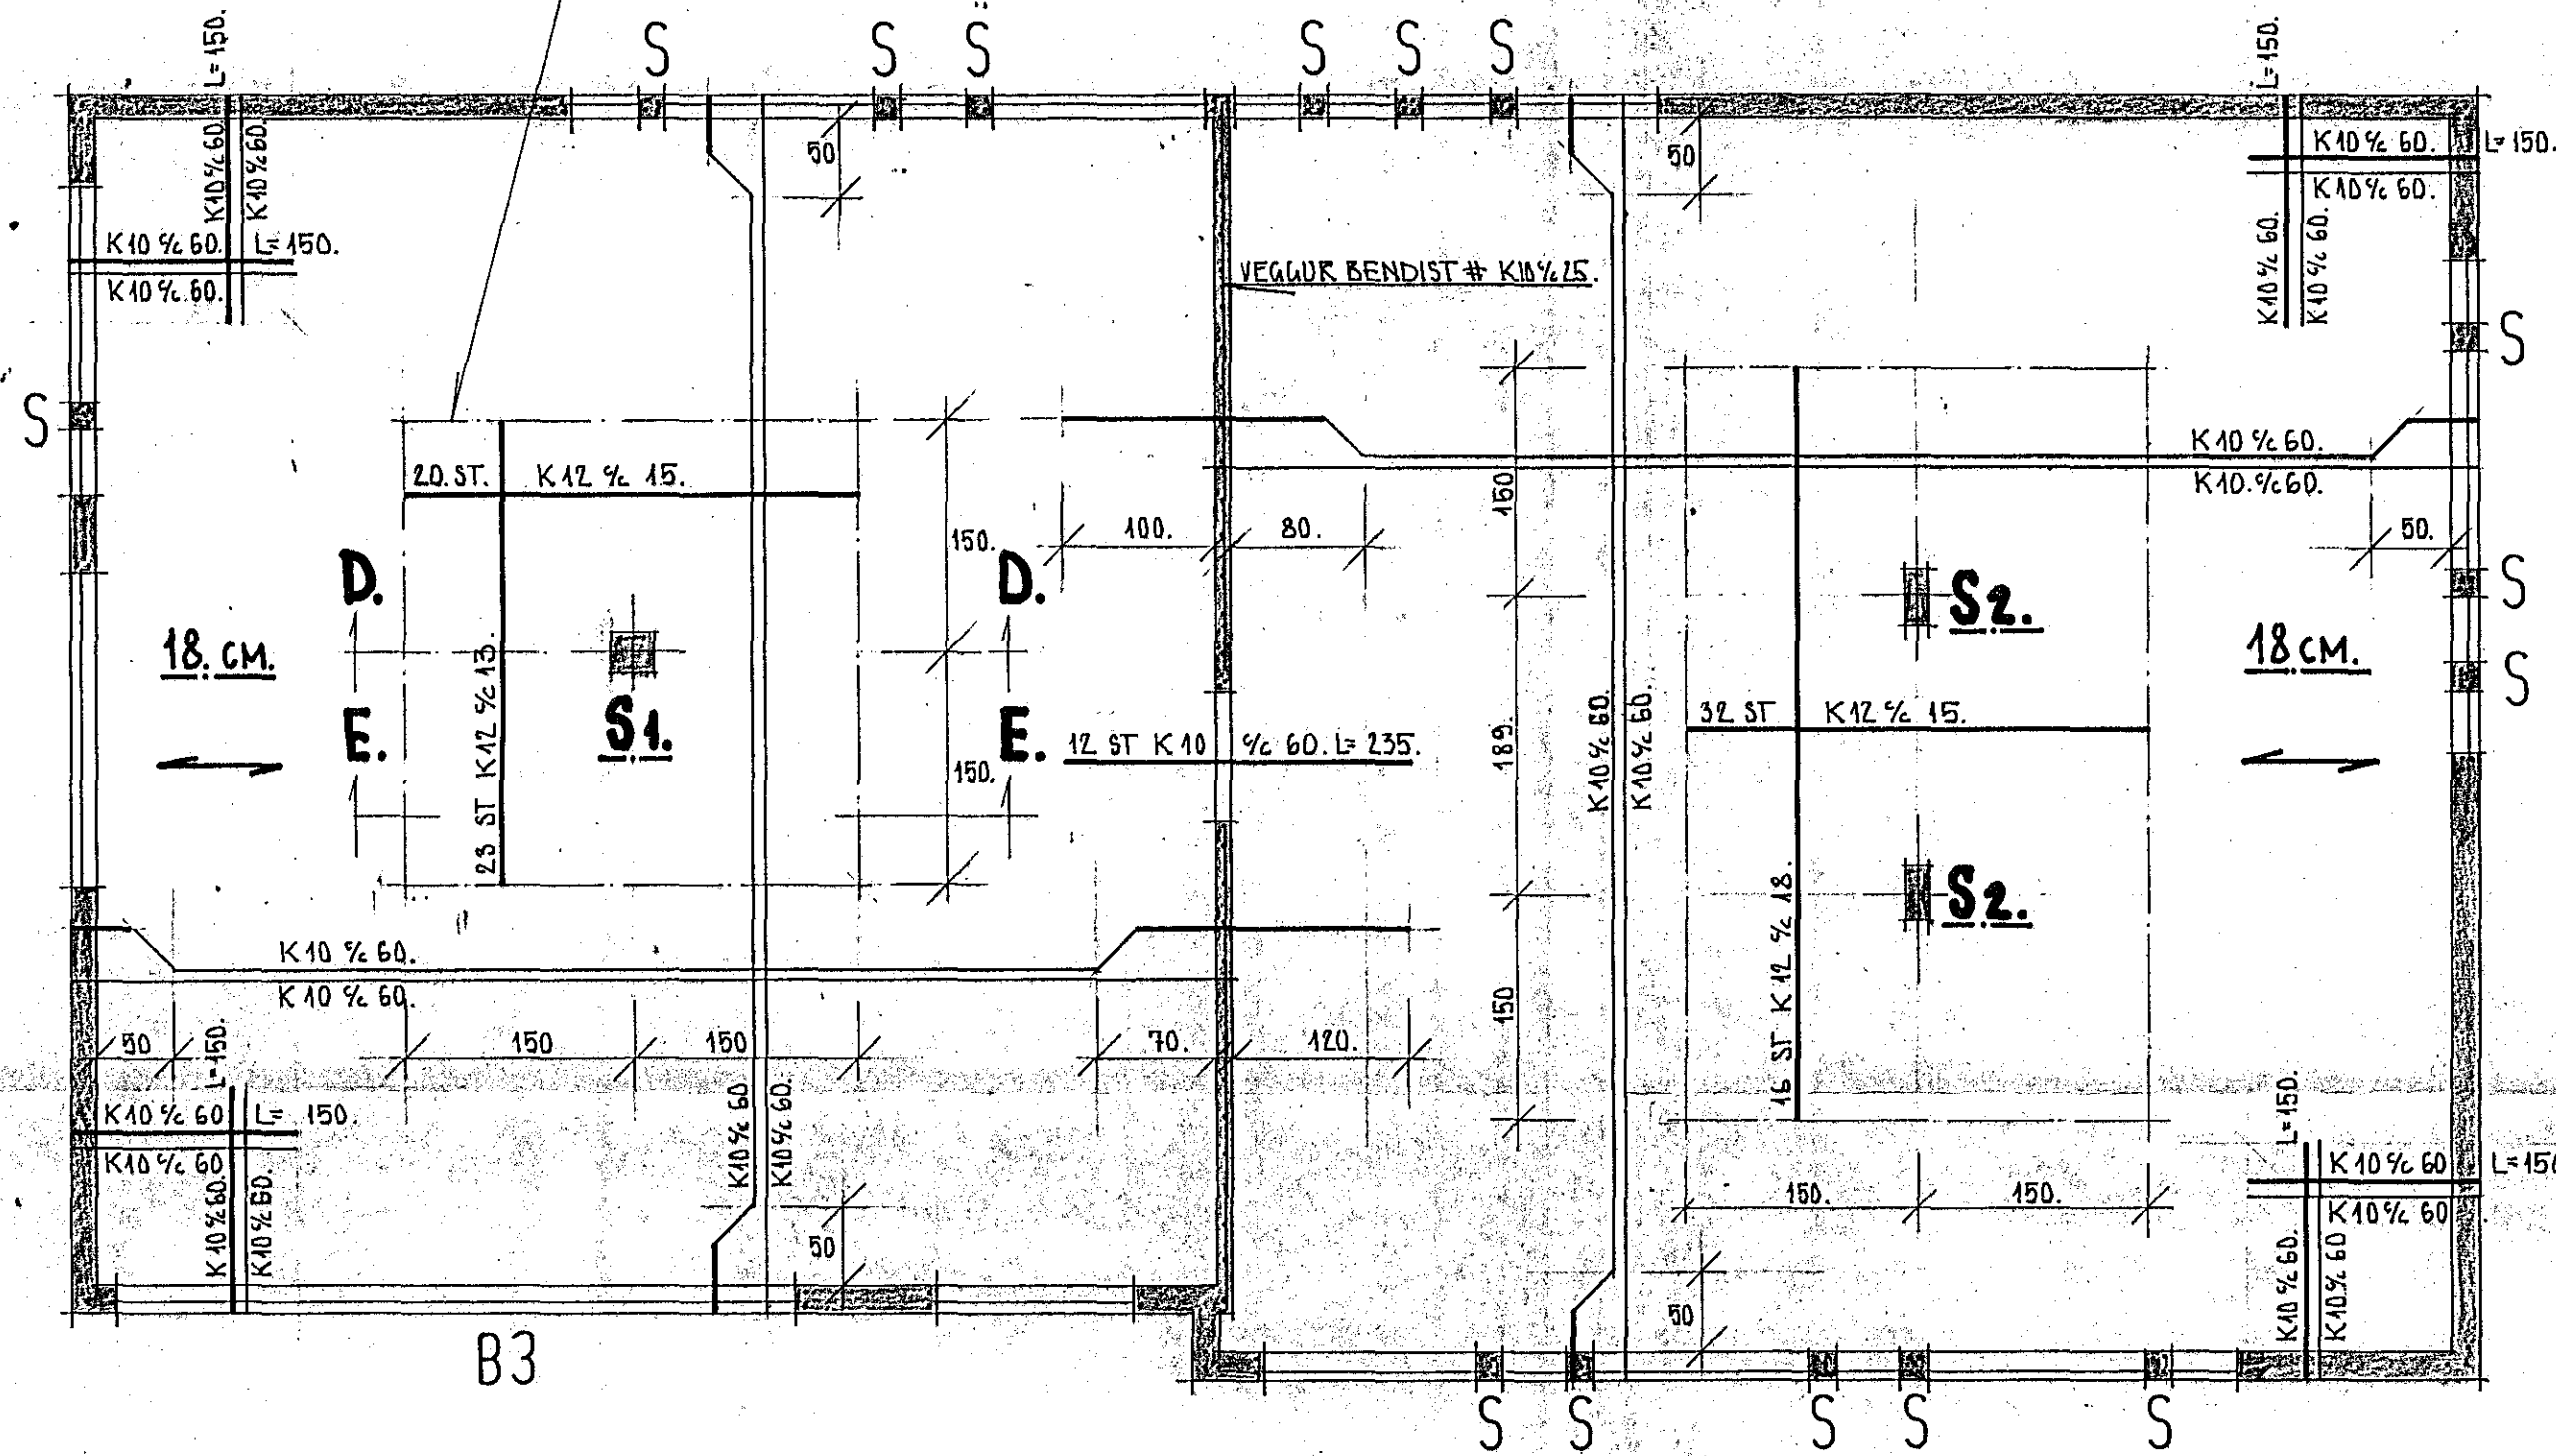 S S S S S S
L=150.
L=150.
K10 c/c 60.
K10 c/c 60.
50
50
K10 c/c 60. L=150.
K10 c/c 60.
K10 c/c 60. L=150.
K10 c/c 60.
K10 c/c 60.
K10 c/c 60.
VEGGUR BENDIST # K10 c/c 25.
S
S
20. ST. K12 c/c 15.
K10 c/c 60.
K10. c/c 60.
150.
100.
80.
150
50.
D.
D.
S2.
S
18. CM.
23 ST K12 c/c 13.
S1.
E.
E.
150.
12 ST K10 c/c 60. L= 235.
189.
K10 c/c 60.
K10 c/c 60.
32 ST K12 c/c 15.
18 CM.
S
S2.
16 ST K12 c/c 18.
K10 c/c 60.
K10 c/c 60.
50
L=150.
150
150
70.
120.
150
K10 c/c 60 L= 150.
K10 c/c 60
K10 c/c 60.
K10 c/c 60.
K10 c/c 60
K10 c/c 60.
50
150.
150.
L=150.
K10 c/c 60
K10 c/c 60
K10 c/c 60.
K10 c/c 60
50
B3
S S S S S